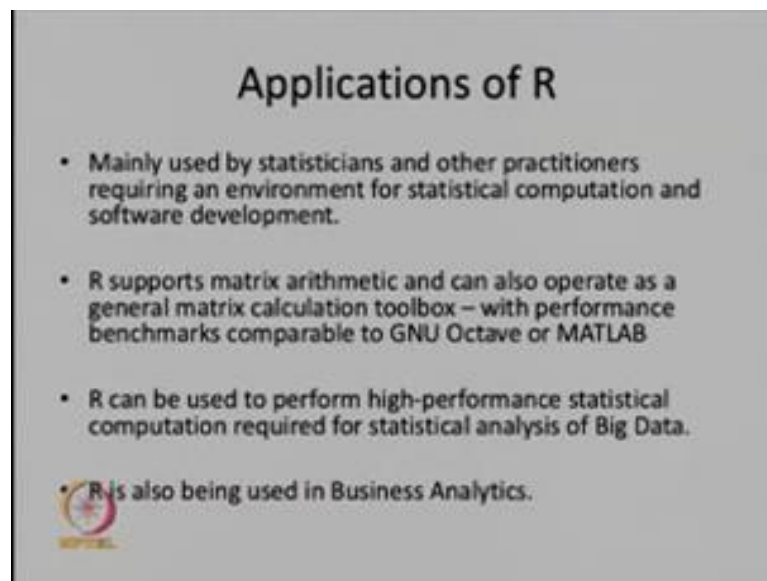 Applications of R
• Mainly used by statisticians and other practitioners
requiring an environment for statistical computation and
software development.
• R supports matrix arithmetic and can also operate as a
general matrix calculation toolbox – with performance
benchmarks comparable to GNU Octave or MATLAB
• R can be used to perform high-performance statistical
computation required for statistical analysis of Big Data.
• R is also being used in Business Analytics.